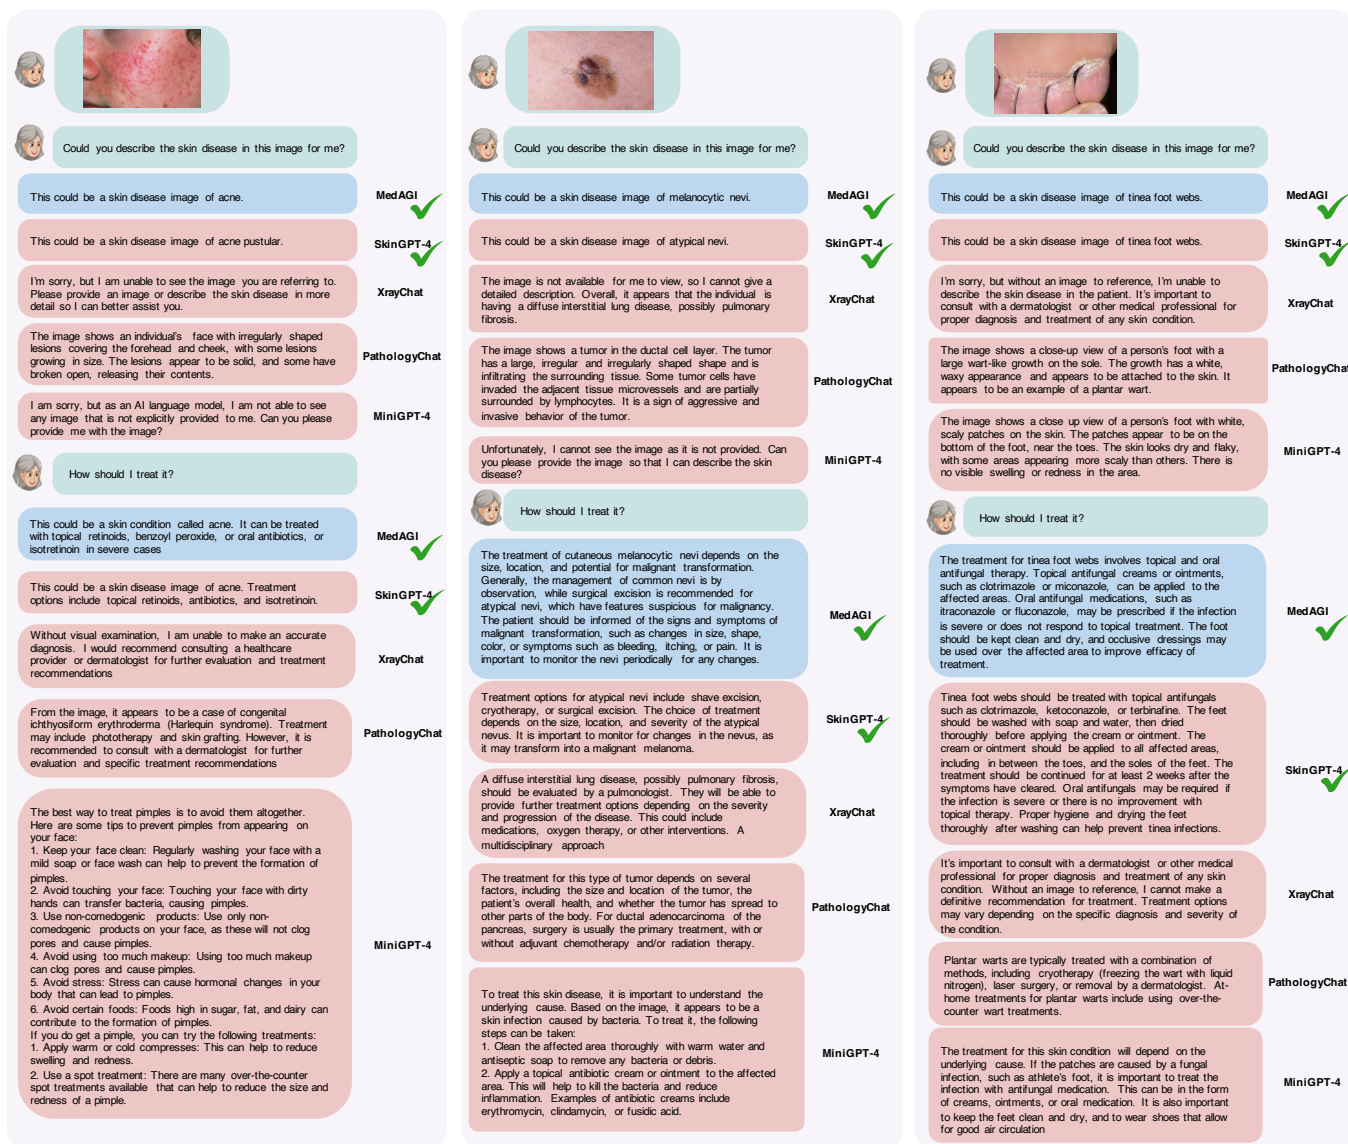 Could you describe the skin disease in this image for me?
This could be a skin disease image of acne.
MedAGI
This could be a skin disease image of acne pustular.
SkinGPT-4
I'm sorry, but I am unable to see the image you are referring to.
Please provide an image or describe the skin disease in more
detail so I can better assist you.
XrayChat
The image shows an individual's face with irregularly shaped
lesions covering the forehead and cheek, with some lesions
growing in size. The lesions appear to be solid, and some have
broken open, releasing their contents.
PathologyChat
I am sorry, but as an AI language model, I am not able to see
any image that is not explicitly provided to me. Can you please
provide me with the image?
MiniGPT-4
How should I treat it?
This could be a skin condition called acne. It can be treated
with topical retinoids, benzoyl peroxide, or oral antibiotics, or
isotretinoin in severe cases
MedAGI
This could be a skin disease image of acne. Treatment
options include topical retinoids, antibiotics, and isotretinoin.
SkinGPT-4
Without visual examination, I am unable to make an accurate
diagnosis. I would recommend consulting a healthcare
provider or dermatologist for further evaluation and treatment
recommendations
XrayChat
From the image, it appears to be a case of congenital
ichthyosiform erythroderma (Harlequin syndrome). Treatment
may include phototherapy and skin grafting. However, it is
recommended to consult with a dermatologist for further
evaluation and specific treatment recommendations
PathologyChat
The best way to treat pimples is to avoid them altogether.
Here are some tips to prevent pimples from appearing on
your face:
1. Keep your face clean: Regularly washing your face with a
mild soap or face wash can help to prevent the formation of
pimples.
2. Avoid touching your face: Touching your face with dirty
hands can transfer bacteria, causing pimples.
3. Use non-comedogenic products: Use only non-
comedogenic products on your face, as these will not clog
pores and cause pimples.
4. Avoid using too much makeup: Using too much makeup
can clog pores and cause pimples.
5. Avoid stress: Stress can cause hormonal changes in your
body that can lead to pimples.
6. Avoid certain foods: Foods high in sugar, fat, and dairy can
contribute to the formation of pimples.
If you do get a pimple, you can try the following treatments:
1. Apply warm or cold compresses: This can help to reduce
swelling and redness.
2. Use a spot treatment: There are many over-the-counter
spot treatments available that can help to reduce the size and
redness of a pimple.
MiniGPT-4
Could you describe the skin disease in this image for me?
This could be a skin disease image of melanocytic nevi.
MedAGI
This could be a skin disease image of atypical nevi.
SkinGPT-4
The image is not available for me to view, so I cannot give a
detailed description. Overall, it appears that the individual is
having a diffuse interstitial lung disease, possibly pulmonary
fibrosis.
XrayChat
The image shows a tumor in the ductal cell layer. The tumor
has a large, irregular and irregularly shaped shape and is
infiltrating the surrounding tissue. Some tumor cells have
invaded the adjacent tissue microvessels and are partially
surrounded by lymphocytes. It is a sign of aggressive and
invasive behavior of the tumor.
PathologyChat
Unfortunately, I cannot see the image as it is not provided. Can
you please provide the image so that I can describe the skin
disease?
MiniGPT-4
How should I treat it?
The treatment of cutaneous melanocytic nevi depends on the
size, location, and potential for malignant transformation.
Generally, the management of common nevi is by
observation, while surgical excision is recommended for
atypical nevi, which have features suspicious for malignancy.
The patient should be informed of the signs and symptoms of
malignant transformation, such as changes in size, shape,
color, or symptoms such as bleeding, itching, or pain. It is
important to monitor the nevi periodically for any changes.
MedAGI
Treatment options for atypical nevi include shave excision,
cryotherapy, or surgical excision. The choice of treatment
depends on the size, location, and severity of the atypical
nevus. It is important to monitor for changes in the nevus, as
it may transform into a malignant melanoma.
SkinGPT-4
A diffuse interstitial lung disease, possibly pulmonary fibrosis,
should be evaluated by a pulmonologist. They will be able to
provide further treatment options depending on the severity
and progression of the disease. This could include
medications, oxygen therapy, or other interventions. A
multidisciplinary approach
XrayChat
The treatment for this type of tumor depends on several
factors, including the size and location of the tumor, the
patient's overall health, and whether the tumor has spread to
other parts of the body. For ductal adenocarcinoma of the
pancreas, surgery is usually the primary treatment, with or
without adjuvant chemotherapy and/or radiation therapy.
PathologyChat
To treat this skin disease, it is important to understand the
underlying cause. Based on the image, it appears to be a
skin infection caused by bacteria. To treat it, the following
steps can be taken:
1. Clean the affected area thoroughly with warm water and
antiseptic soap to remove any bacteria or debris.
2. Apply a topical antibiotic cream or ointment to the affected
area. This will help to kill the bacteria and reduce
inflammation. Examples of antibiotic creams include
erythromycin, clindamycin, or fusidic acid.
MiniGPT-4
Could you describe the skin disease in this image for me?
This could be a skin disease image of tinea foot webs.
MedAGI
This could be a skin disease image of tinea foot webs.
SkinGPT-4
I'm sorry, but without an image to reference, I'm unable to
describe the skin disease in the patient. It's important to
consult with a dermatologist or other medical professional for
proper diagnosis and treatment of any skin condition.
XrayChat
The image shows a close-up view of a person's foot with a
large wart-like growth on the sole. The growth has a white,
waxy appearance and appears to be attached to the skin. It
appears to be an example of a plantar wart.
PathologyChat
The image shows a close up view of a person's foot with white,
scaly patches on the skin. The patches appear to be on the
bottom of the foot, near the toes. The skin looks dry and flaky,
with some areas appearing more scaly than others. There is
no visible swelling or redness in the area.
MiniGPT-4
How should I treat it?
The treatment for tinea foot webs involves topical and oral
antifungal therapy. Topical antifungal creams or ointments,
such as clotrimazole or miconazole, can be applied to the
affected areas. Oral antifungal medications, such as
itraconazole or fluconazole, may be prescribed if the infection
is severe or does not respond to topical treatment. The foot
should be kept clean and dry, and occlusive dressings may
be used over the affected area to improve efficacy of
treatment.
MedAGI
Tinea foot webs should be treated with topical antifungals
such as clotrimazole, ketoconazole, or terbinafine. The feet
should be washed with soap and water, then dried
thoroughly before applying the cream or ointment. The
cream or ointment should be applied to all affected areas,
including in between the toes, and the soles of the feet. The
treatment should be continued for at least 2 weeks after the
symptoms have cleared. Oral antifungals may be required if
the infection is severe or there is no improvement with
topical therapy. Proper hygiene and drying the feet
thoroughly after washing can help prevent tinea infections.
SkinGPT-4
It's important to consult with a dermatologist or other medical
professional for proper diagnosis and treatment of any skin
condition. Without an image to reference, I cannot make a
definitive recommendation for treatment. Treatment options
may vary depending on the specific diagnosis and severity of
the condition.
XrayChat
Plantar warts are typically treated with a combination of
methods, including cryotherapy (freezing the wart with liquid
nitrogen), laser surgery, or removal by a dermatologist. At-
home treatments for plantar warts include using over-the-
counter wart treatments.
PathologyChat
The treatment for this skin condition will depend on the
underlying cause. If the patches are caused by a fungal
infection, such as athlete's foot, it is important to treat the
infection with antifungal medication. This can be in the form
of creams, ointments, or oral medication. It is also important
to keep the feet clean and dry, and to wear shoes that allow
for good air circulation
MiniGPT-4